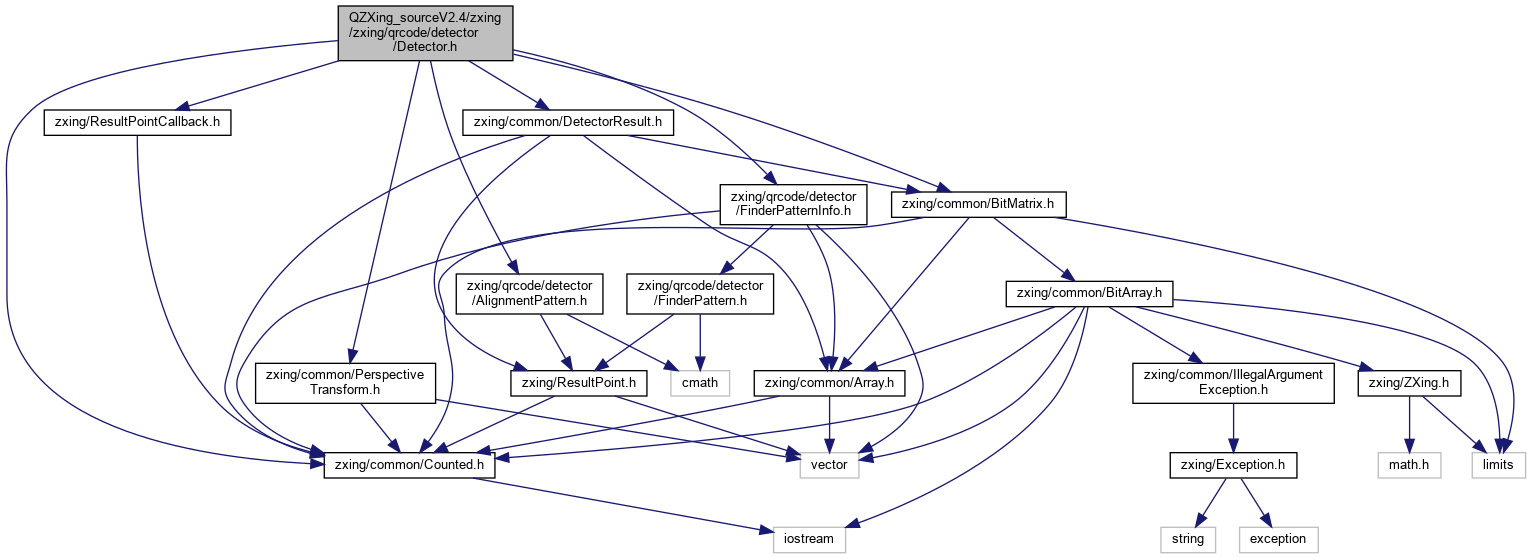 QZXing_sourceV2.4/zxing
/zxing/qrcode/detector
/Detector.h
zxing/ResultPointCallback.h
zxing/common/DetectorResult.h
zxing/qrcode/detector
/FinderPatternInfo.h
zxing/common/BitMatrix.h
zxing/qrcode/detector
/AlignmentPattern.h
zxing/qrcode/detector
/FinderPattern.h
zxing/common/BitArray.h
zxing/common/Perspective
Transform.h
zxing/ResultPoint.h
cmath
zxing/common/Array.h
zxing/common/IllegalArgument
Exception.h
zxing/ZXing.h
zxing/common/Counted.h
vector
zxing/Exception.h
math.h
limits
iostream
string
exception